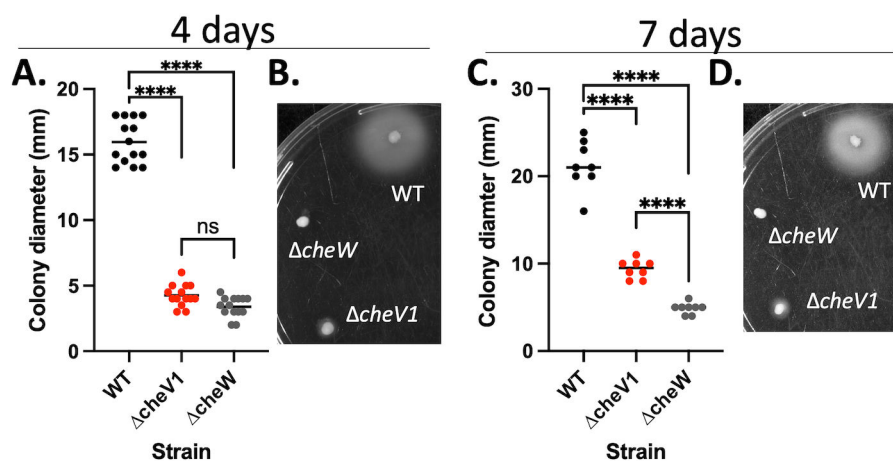 4 days
7 days
A.
B.
C.
D.
****
****
ns
20
15
10
5
0
Colony diameter (mm)
WT
ΔcheV1
ΔcheW
Strain
WT
ΔcheW
ΔcheV1
****
****
****
30
20
10
0
Colony diamter (mm)
WT
ΔcheV1
ΔcheW
Strain
WT
ΔcheW
ΔcheV1